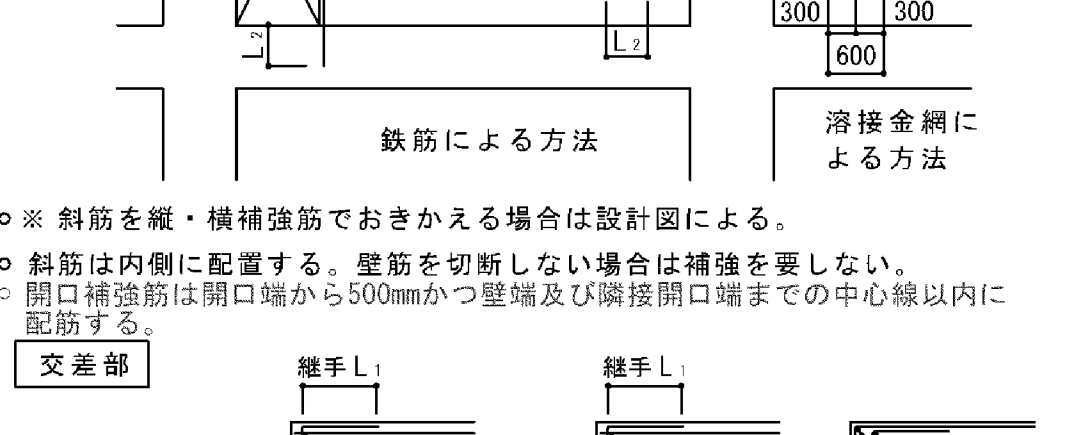 300 300
L2 L2 600
鉄筋による方法
溶接金網に
よる方法
○※ 斜筋を縦・横補強筋でおきかえる場合は設計図による。
○ 斜筋は内側に配置する。壁筋を切断しない場合は補強を要しない。
○ 開口補強筋は開口端から500mmかつ壁端及び隣接開口端までの中心線以内に
配筋する。
交差部
継手L1 継手L1